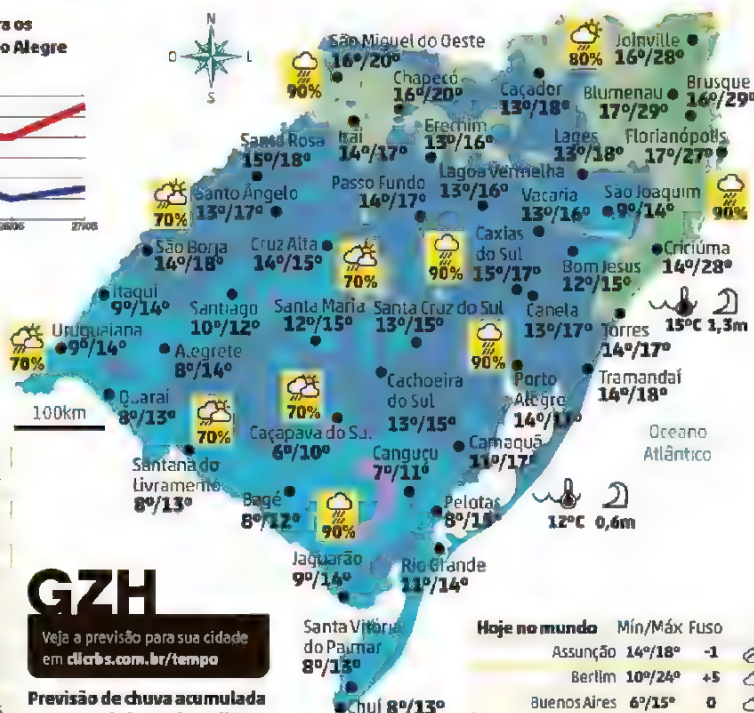 ra os
o Alegre
27/06
N
O
L
S
São Miguel do Oeste
16º/20º
90%
Chapecó
16º/20º
80%
Joinville
16º/28º
Caçador
13º/18º
Blumenau
17º/29º
Brusque
16º/29º
Santa Rosa
15º/18º
Iraí
14º/17º
Erechim
13º/16º
Lages
13º/18º
Florianópolis
17º/27º
90%
Lagoa Vermelha
13º/16º
70%
Santo Ângelo
13º/17º
Passo Fundo
14º/17º
Vacaria
13º/16º
São Joaquim
9º/14º
São Borja
14º/18º
Cruz Alta
14º/15º
70%
90%
Caxias
do Sul
15º/17º
Bom Jesus
12º/15º
Criciúma
14º/28º
Itaqui
9º/14º
Santiago
10º/12º
Santa Maria
12º/15º
Santa Cruz do Sul
13º/15º
Canela
13º/17º
15ºC 1,3m
Torres
14º/17º
70%
Uruguaiana
9º/14º
Alegrete
8º/14º
90%
Cachoeira
do Sul
13º/15º
Porto
Alegre
Tramandaí
14º/18º
Quaraí
8º/13º
100km
70%
70%
Caçapava do Sul
6º/10º
Camaquã
11º/17º
Oceano
Atlântico
Santana do
Livramento
8º/13º
Canguçu
7º/11º
Bagé
8º/12º
90%
Pelotas
12ºC 0,6m
Jaguarão
9º/14º
Rio Grande
11º/14º
GZH
Veja a previsão para sua cidade
em clicrbs.com.br/tempo
Santa Vitória
do Palmar
8º/13º
Chuí 8º/13º
Previsão de chuva acumulada
Hoje no mundo Mín/Máx Fuso
Assunção 14º/18º -1
Berlim 10º/24º +5
Buenos Aires 6º/15º 0